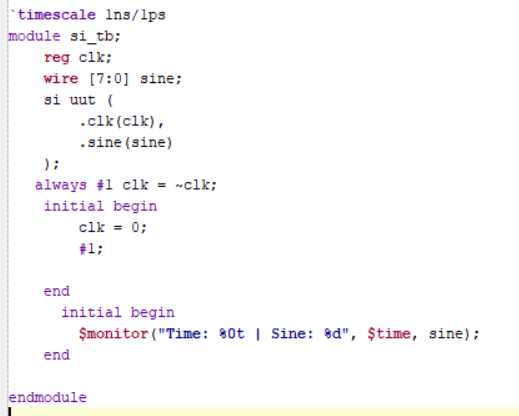 `timescale 1ns/1ps
module si_tb;
    reg clk;
    wire [7:0] sine;
    si uut (
        .clk(clk),
        .sine(sine)
    );
   always #1 clk = ~clk;
    initial begin
        clk = 0;
        #1;
    end
      initial begin
        $monitor("Time: %0t | Sine: %d", $time, sine);
    end
endmodule